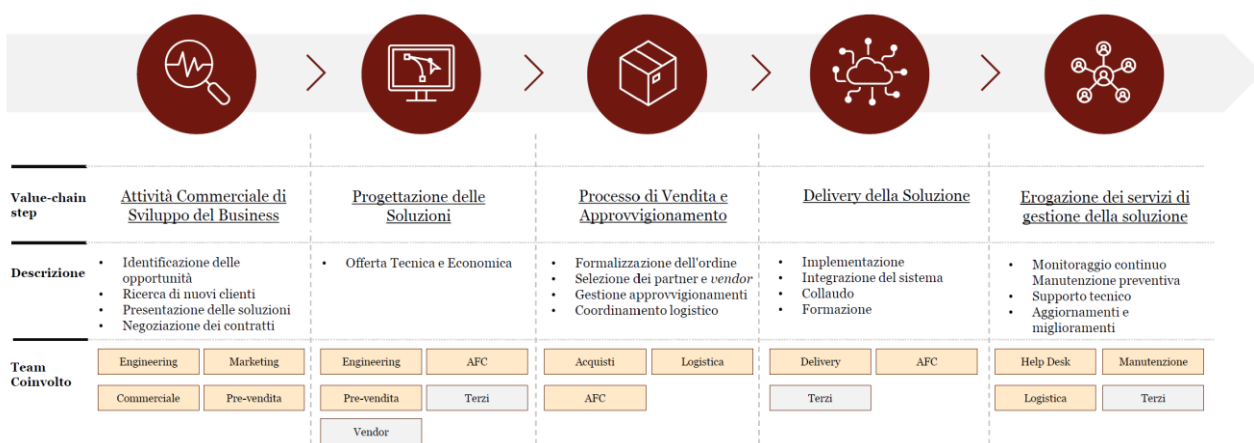 Value-chain
step
Attività Commerciale di
Sviluppo del Business
Progettazione delle
Soluzioni
Processo di Vendita e
Approvvigionamento
Delivery della Soluzione
Erogazione dei servizi di
gestione della soluzione
Descrizione
• Identificazione delle
opportunità
• Ricerca di nuovi clienti
• Presentazione delle soluzioni
• Negoziazione dei contratti
• Offerta Tecnica e Economica
• Formalizzazione dell'ordine
• Selezione dei partner e vendor
• Gestione approvvigionamenti
• Coordinamento logistico
• Implementazione
• Integrazione del sistema
• Collaudo
• Formazione
• Monitoraggio continuo
Manutenzione preventiva
• Supporto tecnico
• Aggiornamenti e
miglioramenti
Team
Coinvolto
Engineering
Marketing
Commerciale
Pre-vendita
Engineering
AFC
Pre-vendita
Terzi
Vendor
Acquisti
Logistica
AFC
Delivery
AFC
Terzi
Help Desk
Manutenzione
Logistica
Terzi